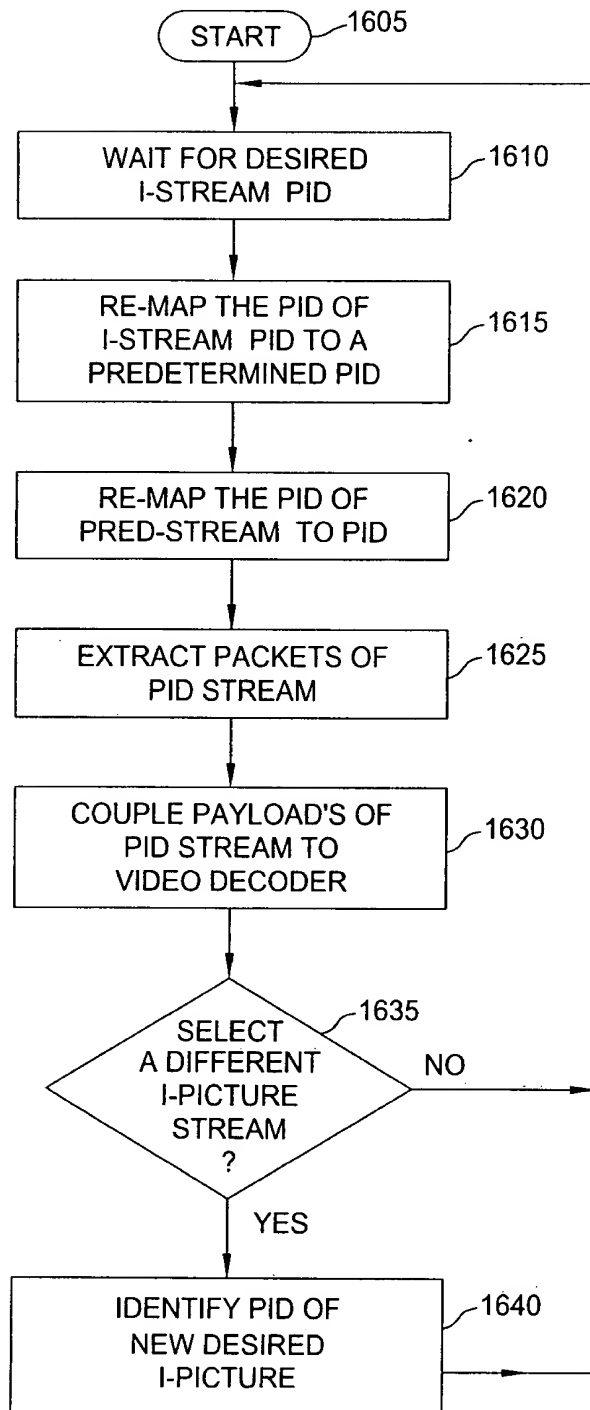 START
1605
WAIT FOR DESIRED
I-STREAM PID
1610
RE-MAP THE PID OF
I-STREAM PID TO A
PREDETERMINED PID
1615
RE-MAP THE PID OF
PRED-STREAM TO PID
1620
EXTRACT PACKETS OF
PID STREAM
1625
COUPLE PAYLOAD'S OF
PID STREAM TO
VIDEO DECODER
1630
SELECT
A DIFFERENT
I-PICTURE
STREAM
?
1635
NO
YES
IDENTIFY PID OF
NEW DESIRED
I-PICTURE
1640